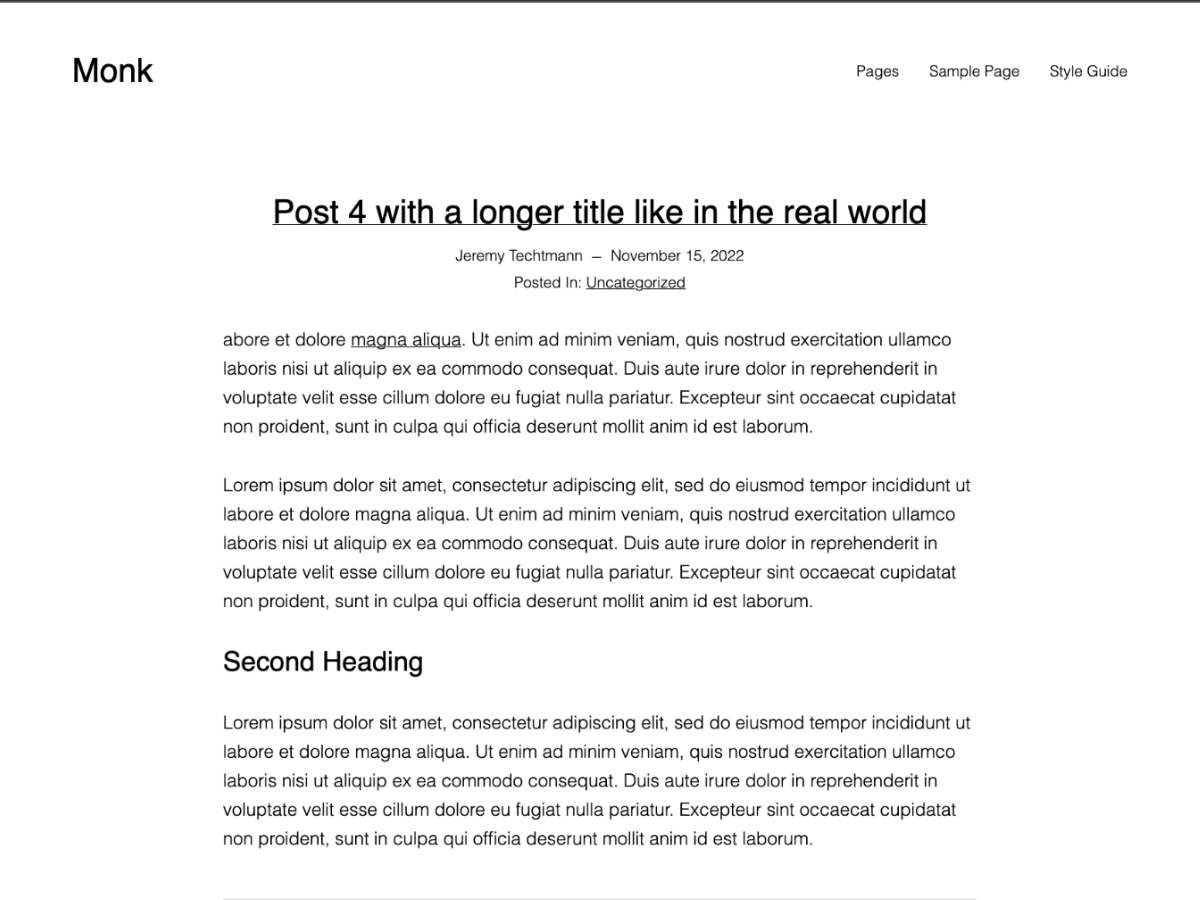 Monk
Pages Sample Page Style Guide
Post 4 with a longer title like in the real world
Jeremy Techtmann — November 15, 2022
Posted In: Uncategorized
abore et dolore magna aliqua. Ut enim ad minim veniam, quis nostrud exercitation ullamco
laboris nisi ut aliquip ex ea commodo consequat. Duis aute irure dolor in reprehenderit in
voluptate velit esse cillum dolore eu fugiat nulla pariatur. Excepteur sint occaecat cupidatat
non proident, sunt in culpa qui officia deserunt mollit anim id est laborum.
Lorem ipsum dolor sit amet, consectetur adipiscing elit, sed do eiusmod tempor incididunt ut
labore et dolore magna aliqua. Ut enim ad minim veniam, quis nostrud exercitation ullamco
laboris nisi ut aliquip ex ea commodo consequat. Duis aute irure dolor in reprehenderit in
voluptate velit esse cillum dolore eu fugiat nulla pariatur. Excepteur sint occaecat cupidatat
non proident, sunt in culpa qui officia deserunt mollit anim id est laborum.
Second Heading
Lorem ipsum dolor sit amet, consectetur adipiscing elit, sed do eiusmod tempor incididunt ut
labore et dolore magna aliqua. Ut enim ad minim veniam, quis nostrud exercitation ullamco
laboris nisi ut aliquip ex ea commodo consequat. Duis aute irure dolor in reprehenderit in
voluptate velit esse cillum dolore eu fugiat nulla pariatur. Excepteur sint occaecat cupidatat
non proident, sunt in culpa qui officia deserunt mollit anim id est laborum.